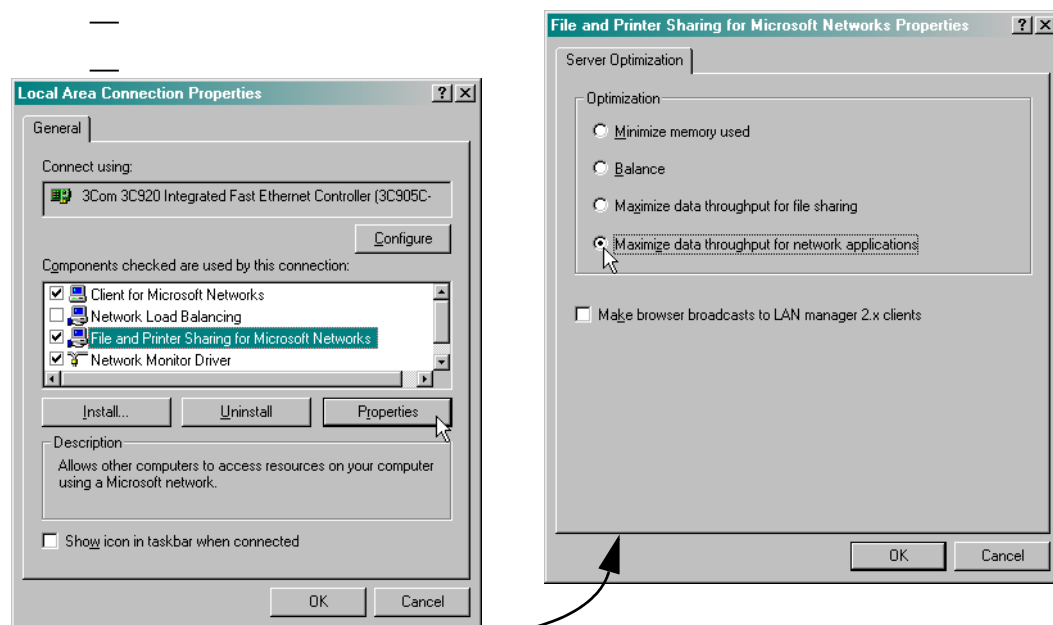 Local Area Connection Properties
General
Connect using:
3Com 3C920 Integrated Fast Ethernet Controller (3C905C-
Configure
Components checked are used by this connection:
Client for Microsoft Networks
Network Load Balancing
File and Printer Sharing for Microsoft Networks
Network Monitor Driver
Install...
Uninstall
Properties
Description
Allows other computers to access resources on your computer
using a Microsoft network.
Show icon in taskbar when connected
OK
Cancel
File and Printer Sharing for Microsoft Networks Properties
Server Optimization
Optimization
Minimize memory used
Balance
Maximize data throughput for file sharing
Maximize data throughput for network applications
Make browser broadcasts to LAN manager 2.x clients
OK
Cancel